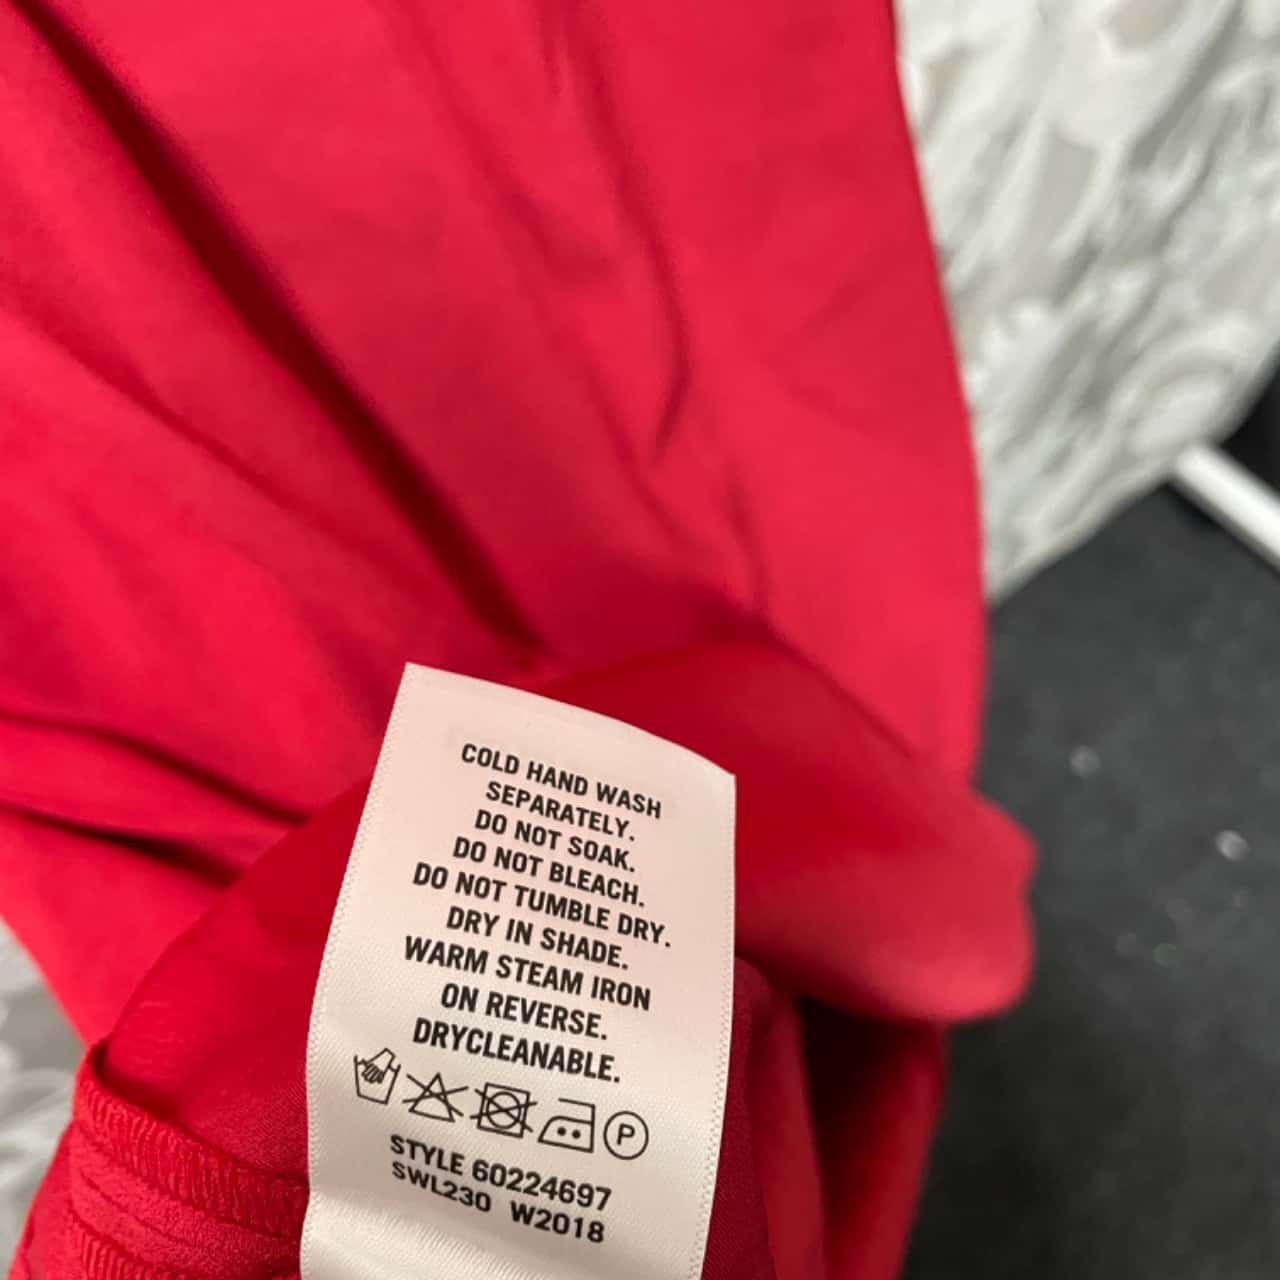 COLD HAND WASH
SEPARATELY.
DO NOT SOAK.
DO NOT BLEACH.
DO NOT TUMBLE DRY.
DRY IN SHADE.
WARM STEAM IRON
ON REVERSE.
DRYCLEANABLE.
P
STYLE 60224697
SWL230 W2018